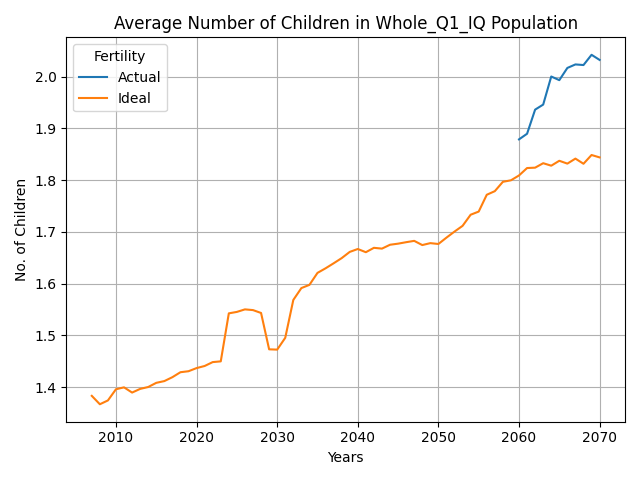 Average Number of Children in Whole_Q1_IQ Population
Fertility
Actual
Ideal
No. of Children
2.0
1.9
1.8
1.7
1.6
1.5
1.4
2010 2020 2030 2040 2050 2060 2070
Years